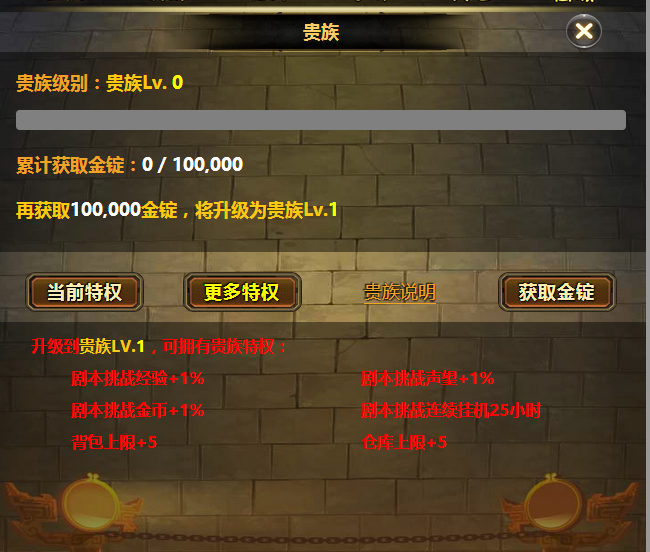 贵族
贵族级别：贵族Lv. 0
累计获取金锭：0 / 100,000
再获取100,000金锭，将升级为贵族Lv.1
当前特权 更多特权 贵族说明 获取金锭
升级到贵族LV.1，可拥有贵族特权：
剧本挑战经验+1% 剧本挑战声望+1%
剧本挑战金币+1% 剧本挑战连续挂机25小时
背包上限+5 仓库上限+5